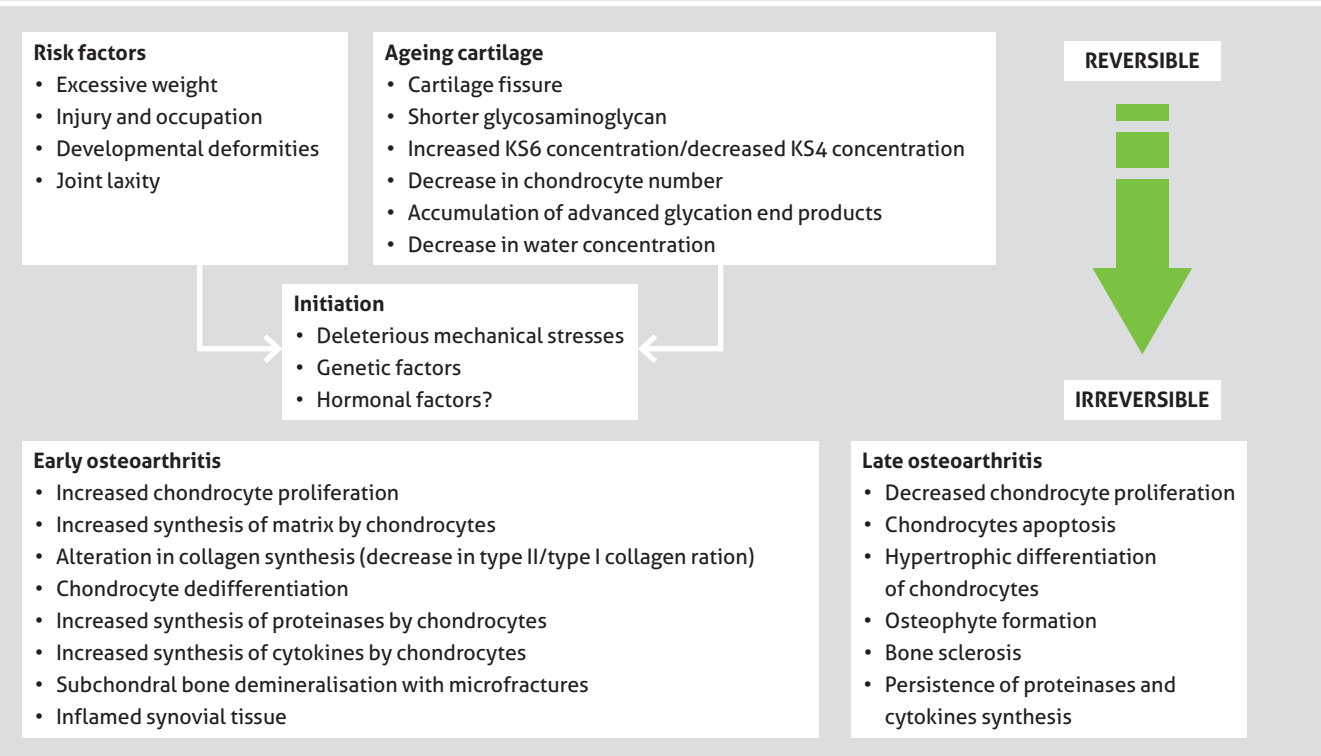 Risk factors
• Excessive weight
• Injury and occupation
• Developmental deformities
• Joint laxity
Ageing cartilage
• Cartilage fissure
• Shorter glycosaminoglycan
• Increased KS6 concentration/decreased KS4 concentration
• Decrease in chondrocyte number
• Accumulation of advanced glycation end products
• Decrease in water concentration
REVERSIBLE
Initiation
• Deleterious mechanical stresses
• Genetic factors
• Hormonal factors?
IRREVERSIBLE
Early osteoarthritis
• Increased chondrocyte proliferation
• Increased synthesis of matrix by chondrocytes
• Alteration in collagen synthesis (decrease in type II/type I collagen ration)
• Chondrocyte dedifferentiation
• Increased synthesis of proteinases by chondrocytes
• Increased synthesis of cytokines by chondrocytes
• Subchondral bone demineralisation with microfractures
• Inflamed synovial tissue
Late osteoarthritis
• Decreased chondrocyte proliferation
• Chondrocytes apoptosis
• Hypertrophic differentiation
of chondrocytes
• Osteophyte formation
• Bone sclerosis
• Persistence of proteinases and
cytokines synthesis